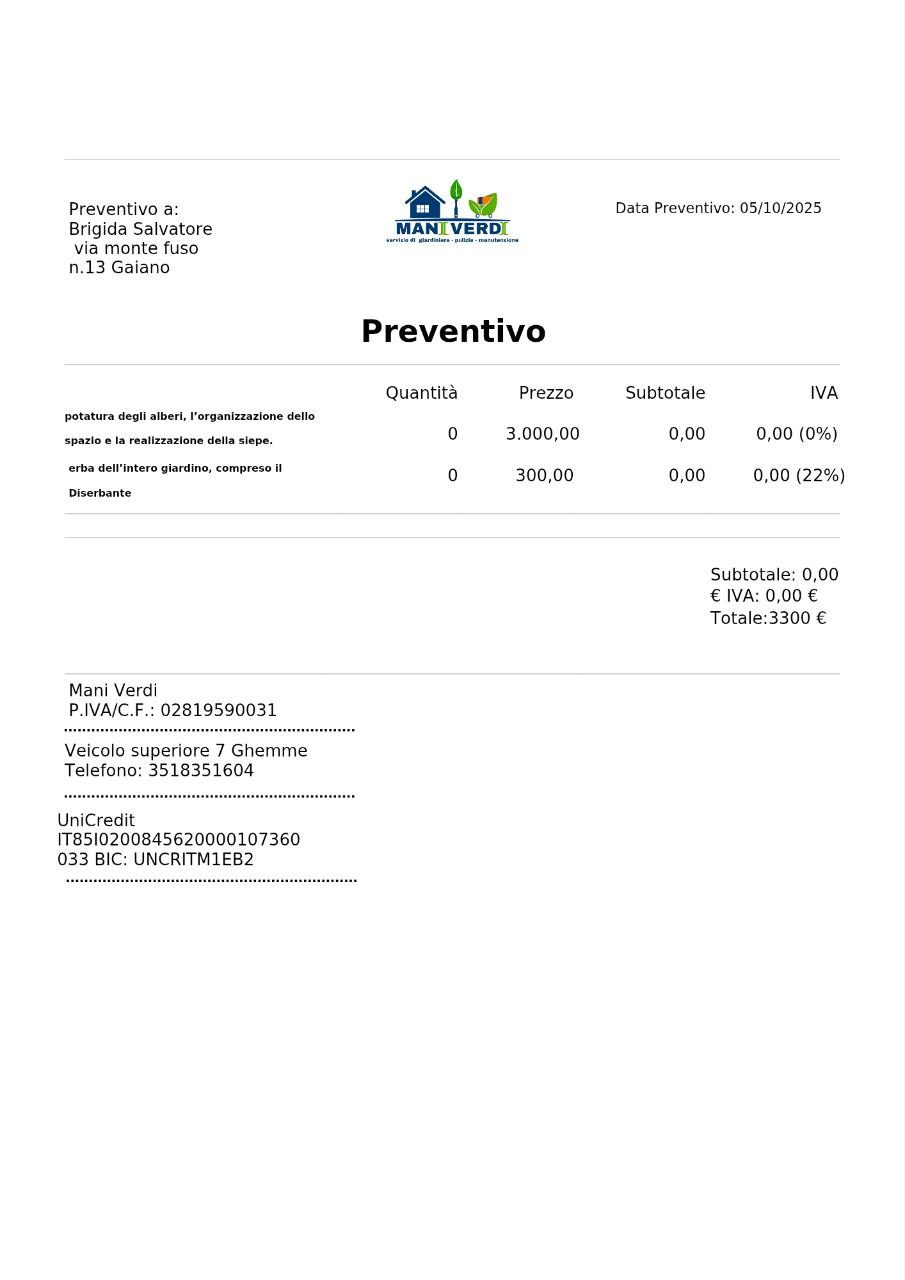 Preventivo a:
Brigida Salvatore
via monte fuso
n.13 Gaiano
MANI VERDI
servizio di giardiniere - pulizie - manutenzione
Data Preventivo: 05/10/2025
Preventivo
Quantità Prezzo Subtotale IVA
potatura degli alberi, l’organizzazione dello
spazio e la realizzazione della siepe.
0 3.000,00 0,00 0,00 (0%)
erba dell’intero giardino, compreso il
Diserbante
0 300,00 0,00 0,00 (22%)
Subtotale: 0,00
€ IVA: 0,00 €
Totale:3300 €
Mani Verdi
P.IVA/C.F.: 02819590031
Veicolo superiore 7 Ghemme
Telefono: 3518351604
UniCredit
IT85I0200845620000107360
033 BIC: UNCRITM1EB2